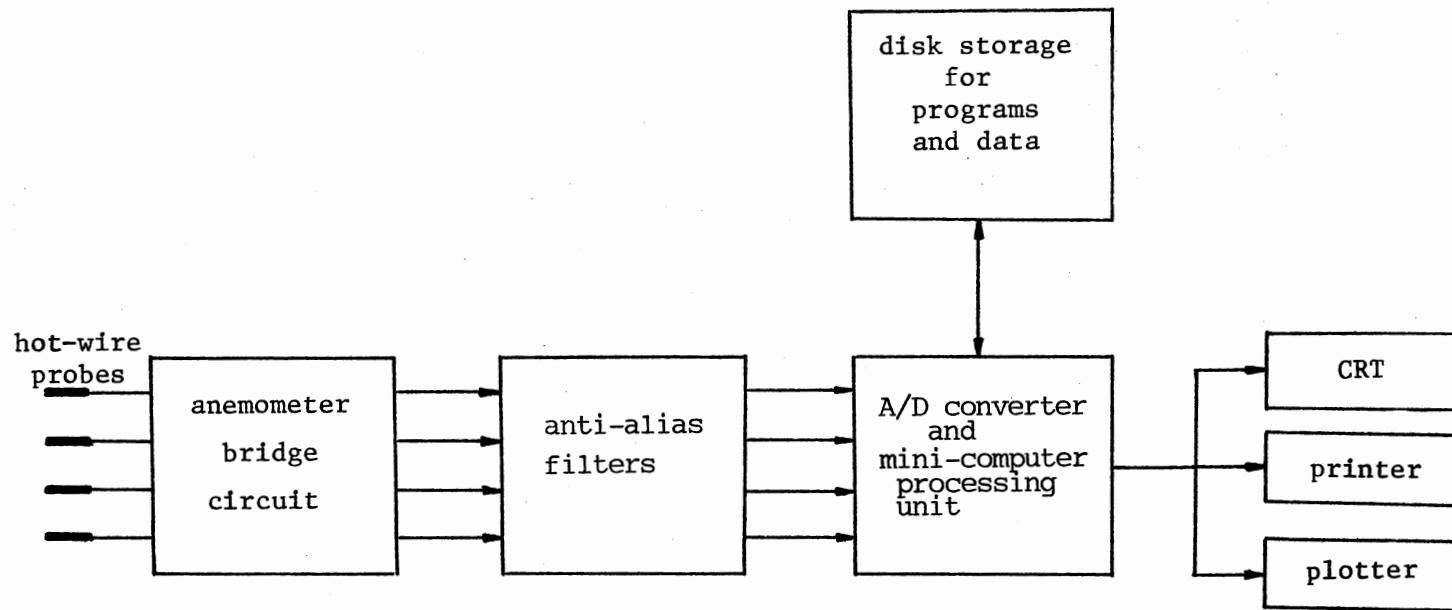 disk storage
for
programs
and data
hot-wire
probes
anemometer
bridge
circuit
anti-alias
filters
A/D converter
and
mini-computer
processing
unit
CRT
printer
plotter